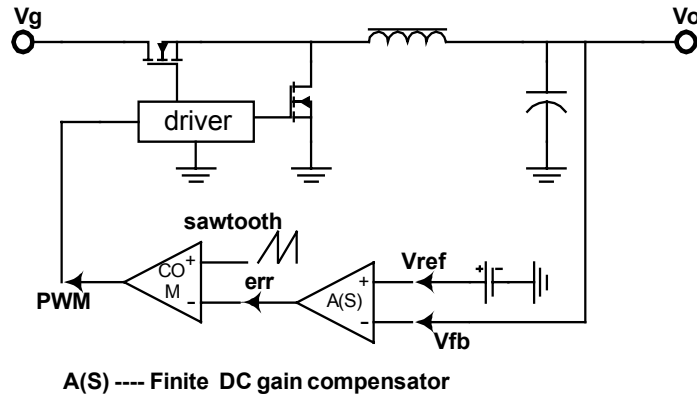 Vg
Vo
driver
sawtooth
CO
M
+
-
PWM
err
A(S)
+
-
Vref
+ -
Vfb
A(S) ---- Finite DC gain compensator